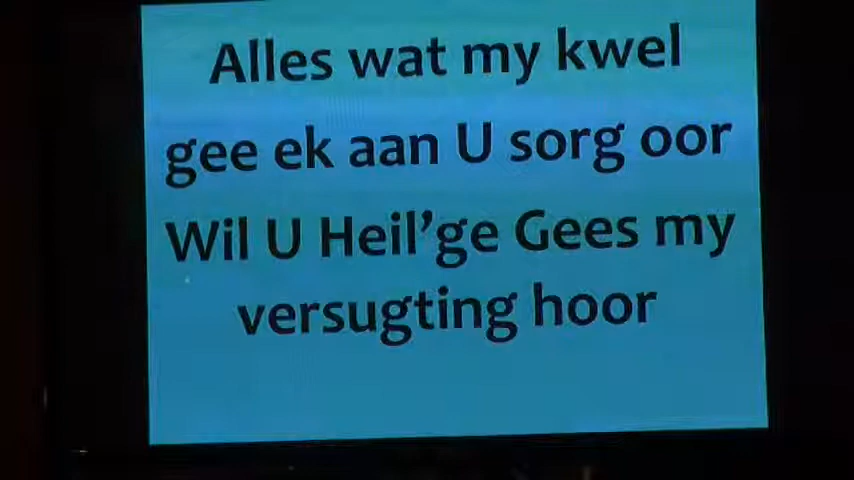 Alles wat my kwel
gee ek aan U sorg oor
Wil U Heil’ge Gees my
versugting hoor